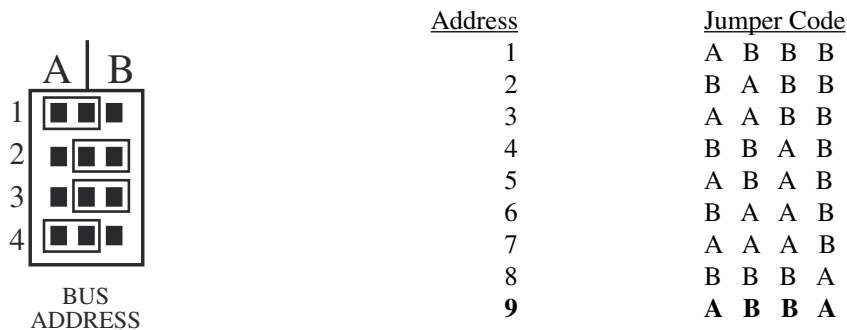 A B
1
2
3
4
BUS
ADDRESS
Address Jumper Code
1 A B B B
2 B A B B
3 A A B B
4 B B A B
5 A B A B
6 B A A B
7 A A A B
8 B B B A
9 A B B A